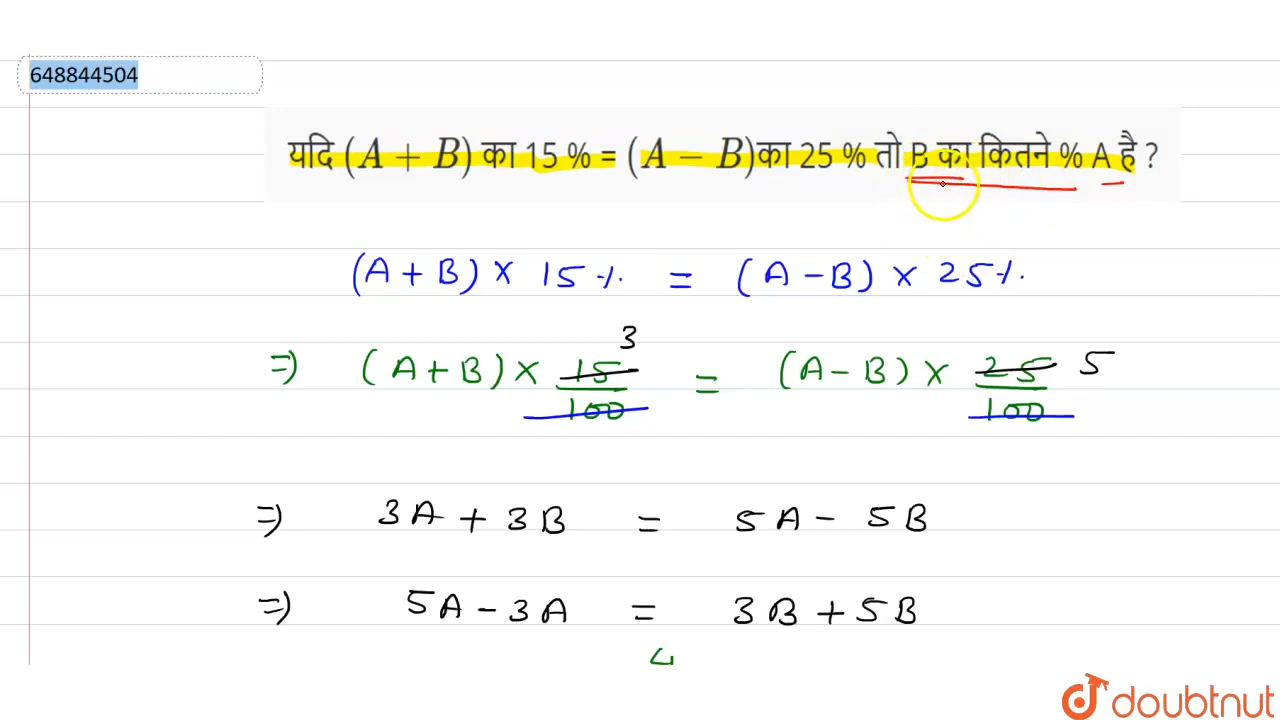 648844504
यदि (A + B) का 15 % = (A − B)का 25 % तो B का कितने % A है ?
(A + B) × 15 % = (A − B) × 25 %
3
⇒ (A + B) × 15/100 = (A − B) × 25/100 5
⇒ 3A + 3B = 5A − 5B
⇒ 5A − 3A = 3B + 5B
4
doubtnut